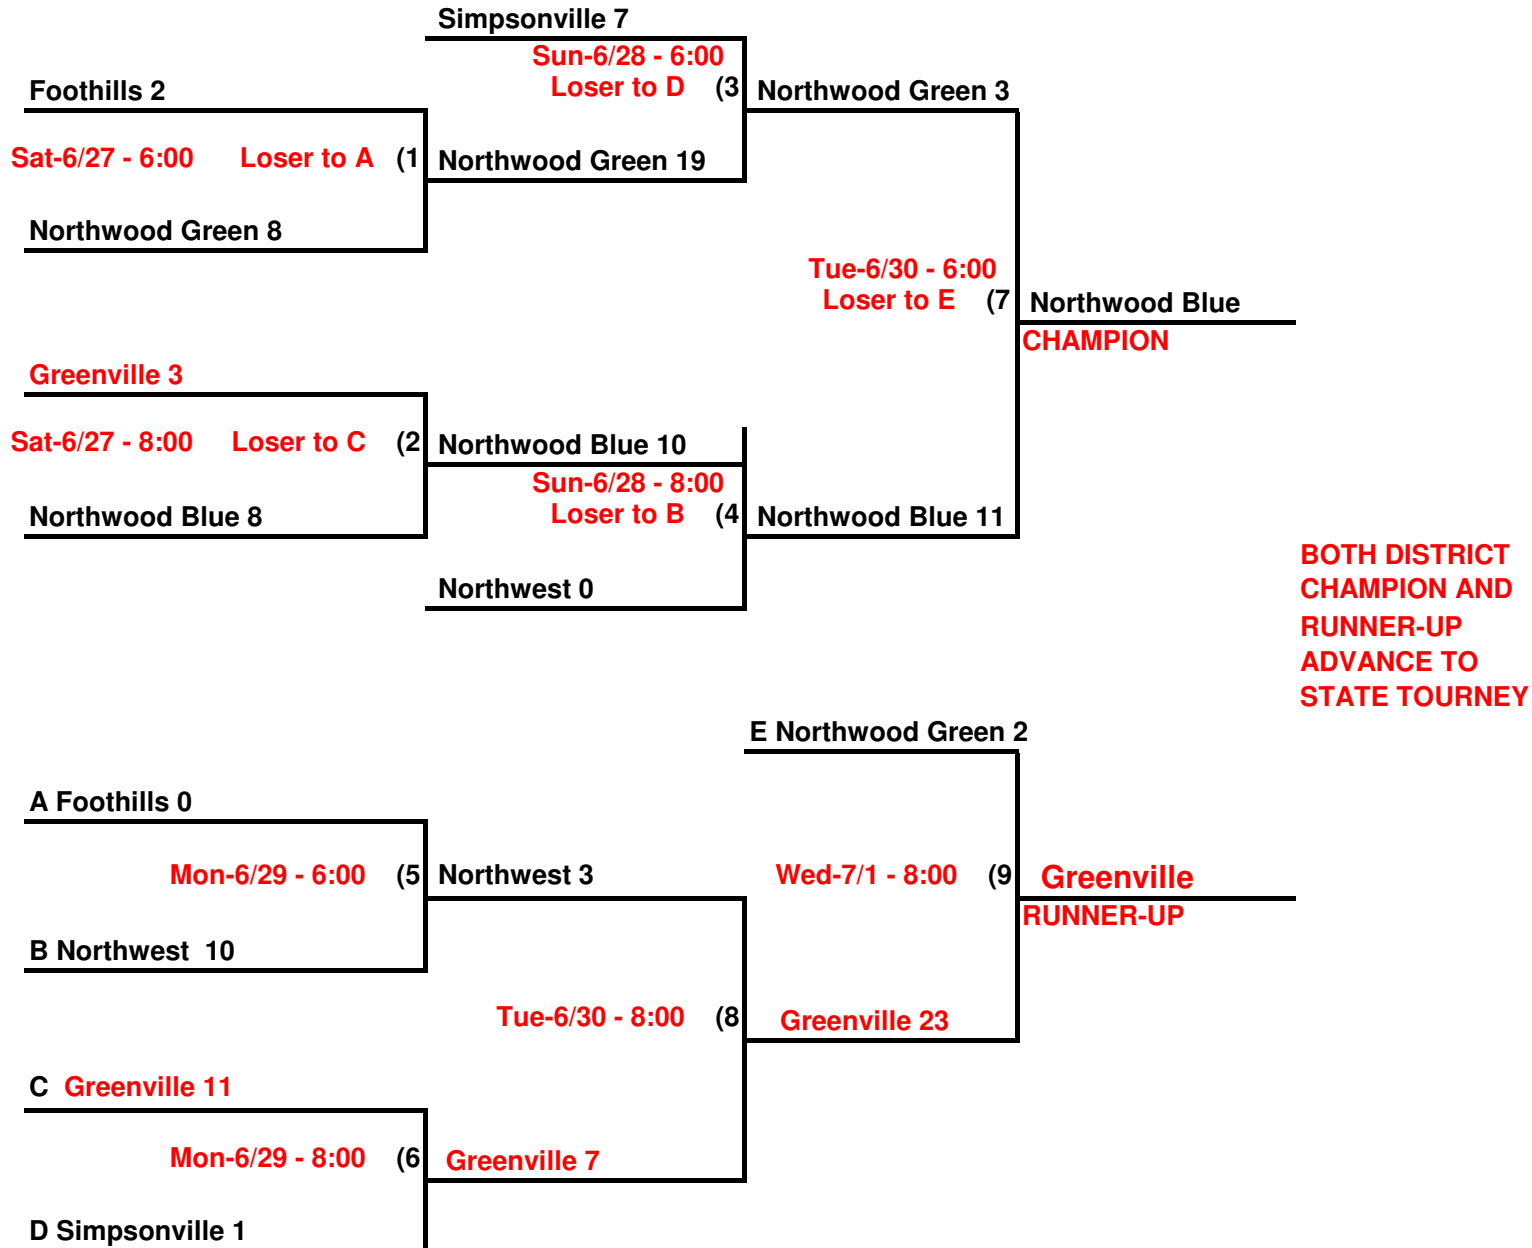 Simpsonville 7
Sun-6/28 - 6:00
Foothills 2
Loser to D (3
Northwood Green 3
Sat-6/27 - 6:00 Loser to A (1
Northwood Green 19
Northwood Green 8
Tue-6/30 - 6:00
Loser to E (7
Northwood Blue
CHAMPION
Greenville 3
Sat-6/27 - 8:00 Loser to C (2
Northwood Blue 10
Sun-6/28 - 8:00
Northwood Blue 8
Loser to B (4
Northwood Blue 11
BOTH DISTRICT
CHAMPION AND
RUNNER-UP
ADVANCE TO
STATE TOURNEY
Northwest 0
E Northwood Green 2
A Foothills 0
Mon-6/29 - 6:00 (5
Northwest 3
Wed-7/1 - 8:00 (9
Greenville
RUNNER-UP
B Northwest 10
Tue-6/30 - 8:00 (8
Greenville 23
C Greenville 11
Mon-6/29 - 8:00 (6
Greenville 7
D Simpsonville 1